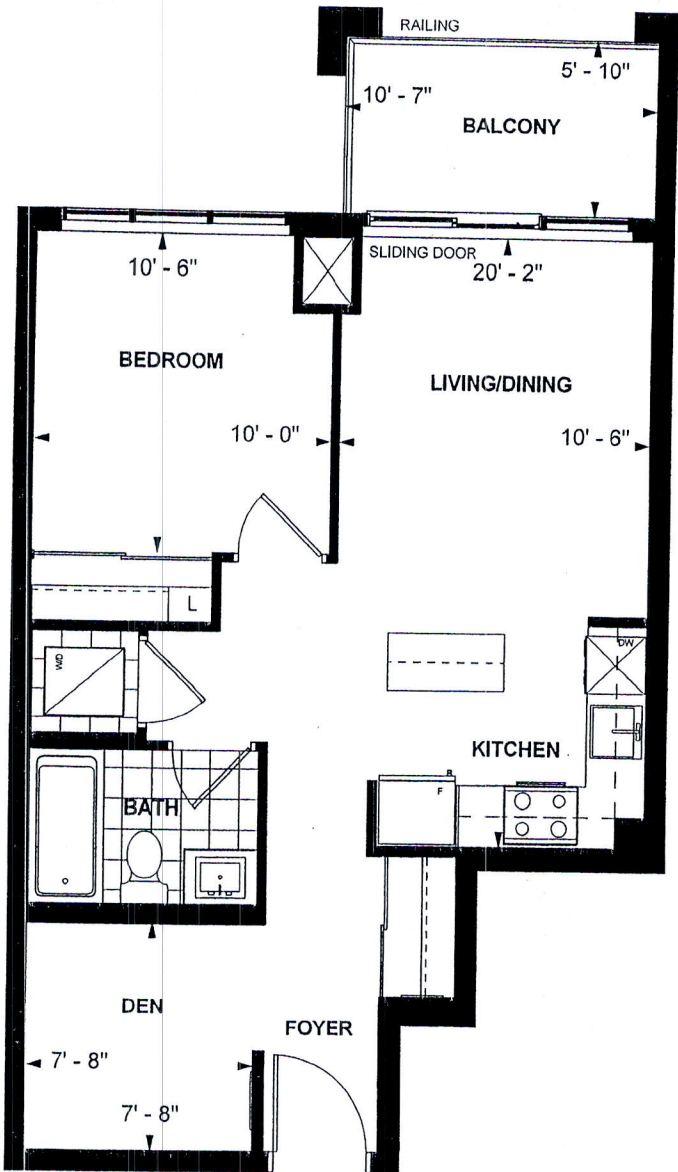 RAILING
5' - 10"
10' - 7"
BALCONY
SLIDING DOOR
10' - 6"
20' - 2"
BEDROOM
LIVING/DINING
10' - 0"
10' - 6"
L
W/D
DW
KITCHEN
F
BATH
DEN
FOYER
7' - 8"
7' - 8"